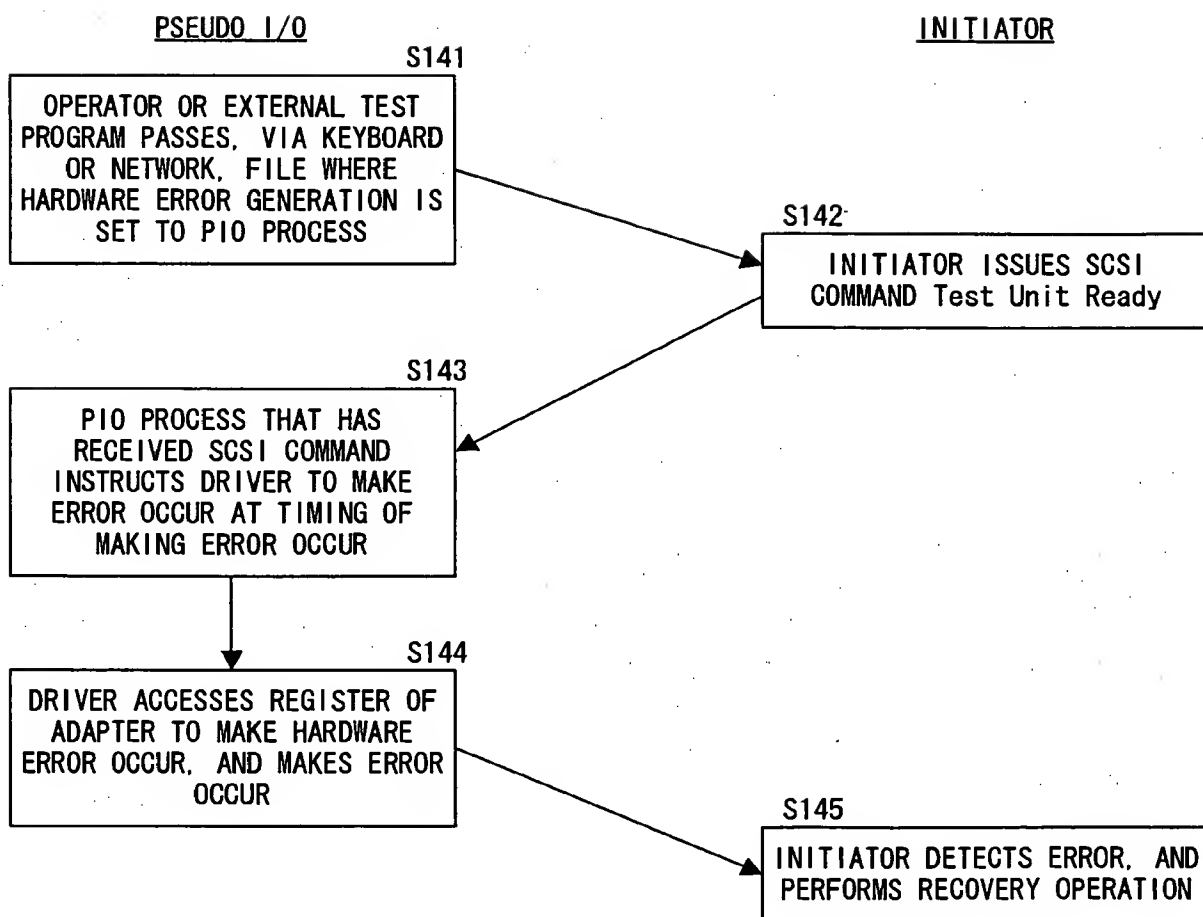 PSEUDO I/O
INITIATOR
S141
OPERATOR OR EXTERNAL TEST
PROGRAM PASSES, VIA KEYBOARD
OR NETWORK, FILE WHERE
HARDWARE ERROR GENERATION IS
SET TO PIO PROCESS
S142
INITIATOR ISSUES SCSI
COMMAND Test Unit Ready
S143
PIO PROCESS THAT HAS
RECEIVED SCSI COMMAND
INSTRUCTS DRIVER TO MAKE
ERROR OCCUR AT TIMING OF
MAKING ERROR OCCUR
S144
DRIVER ACCESSES REGISTER OF
ADAPTER TO MAKE HARDWARE
ERROR OCCUR, AND MAKES ERROR
OCCUR
S145
INITIATOR DETECTS ERROR, AND
PERFORMS RECOVERY OPERATION